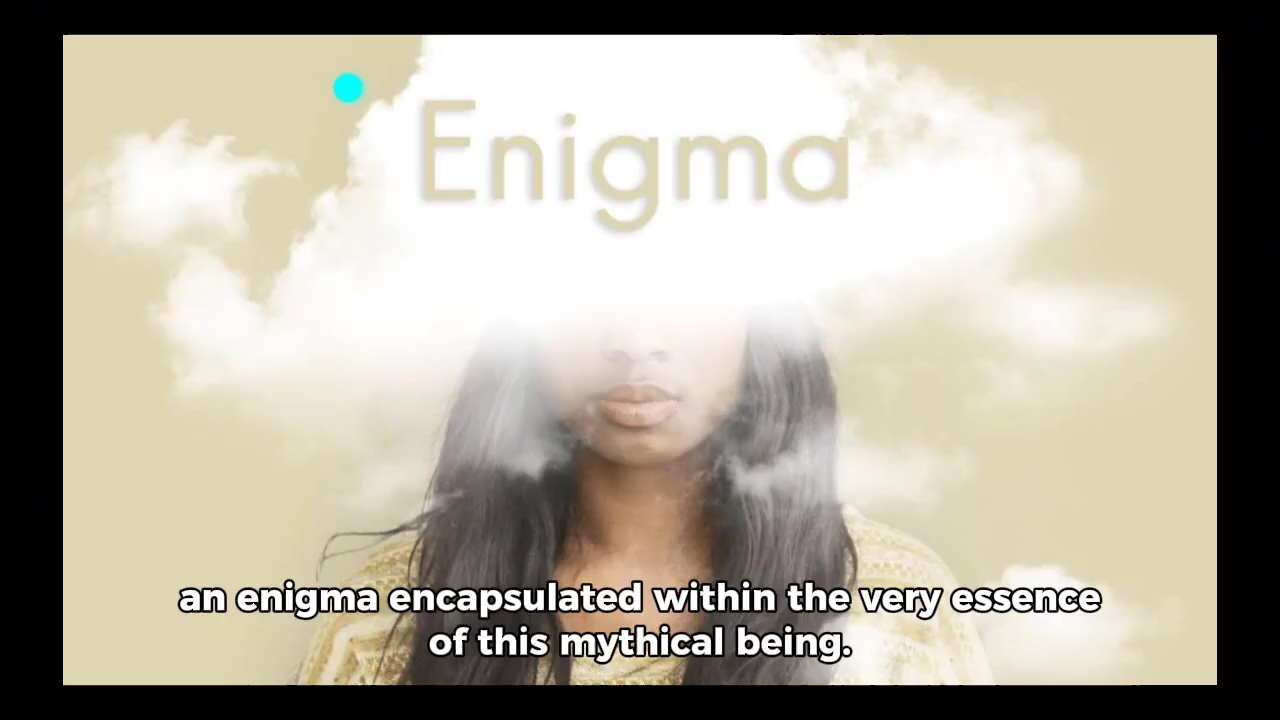 Enigma
an enigma encapsulated within the very essence
of this mythical being.